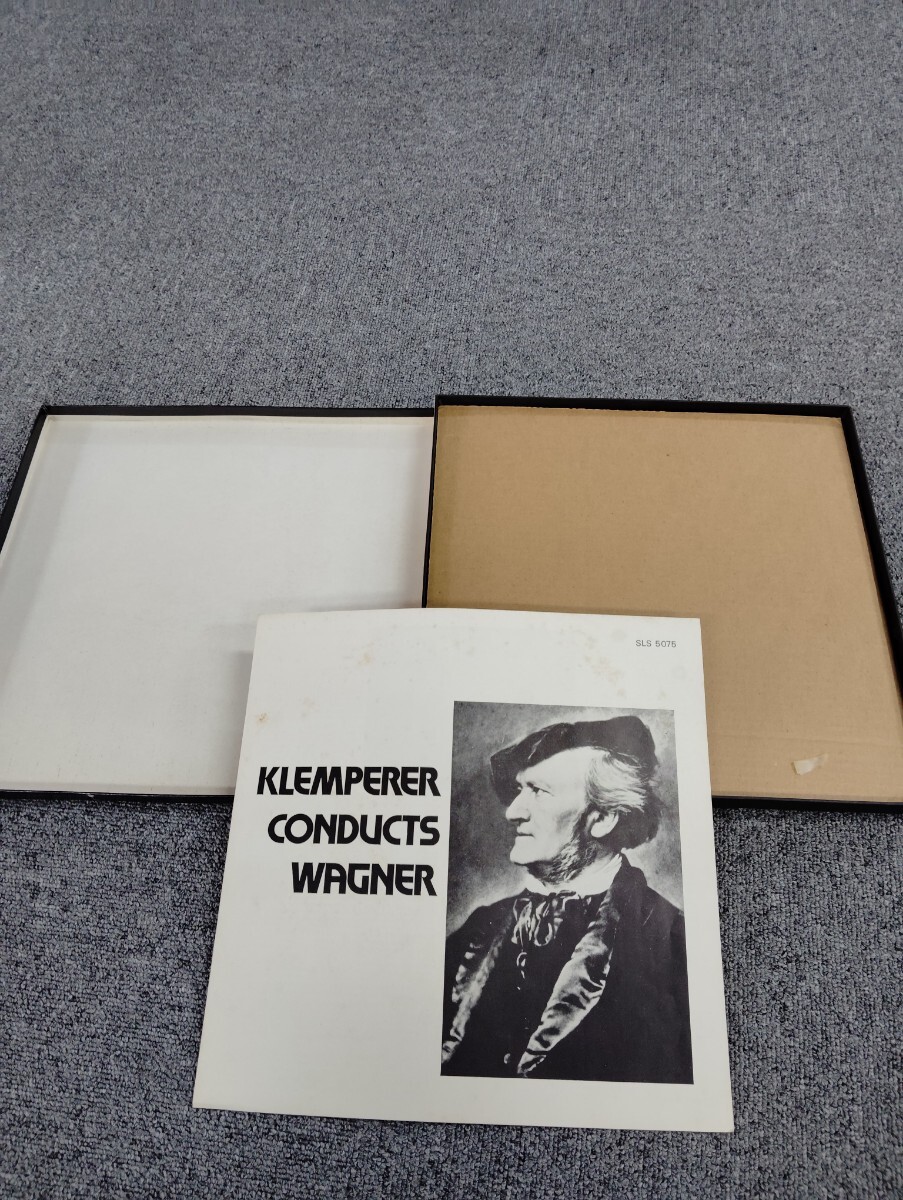 SLS 5075
KLEMPERER
CONDUCTS
WAGNER